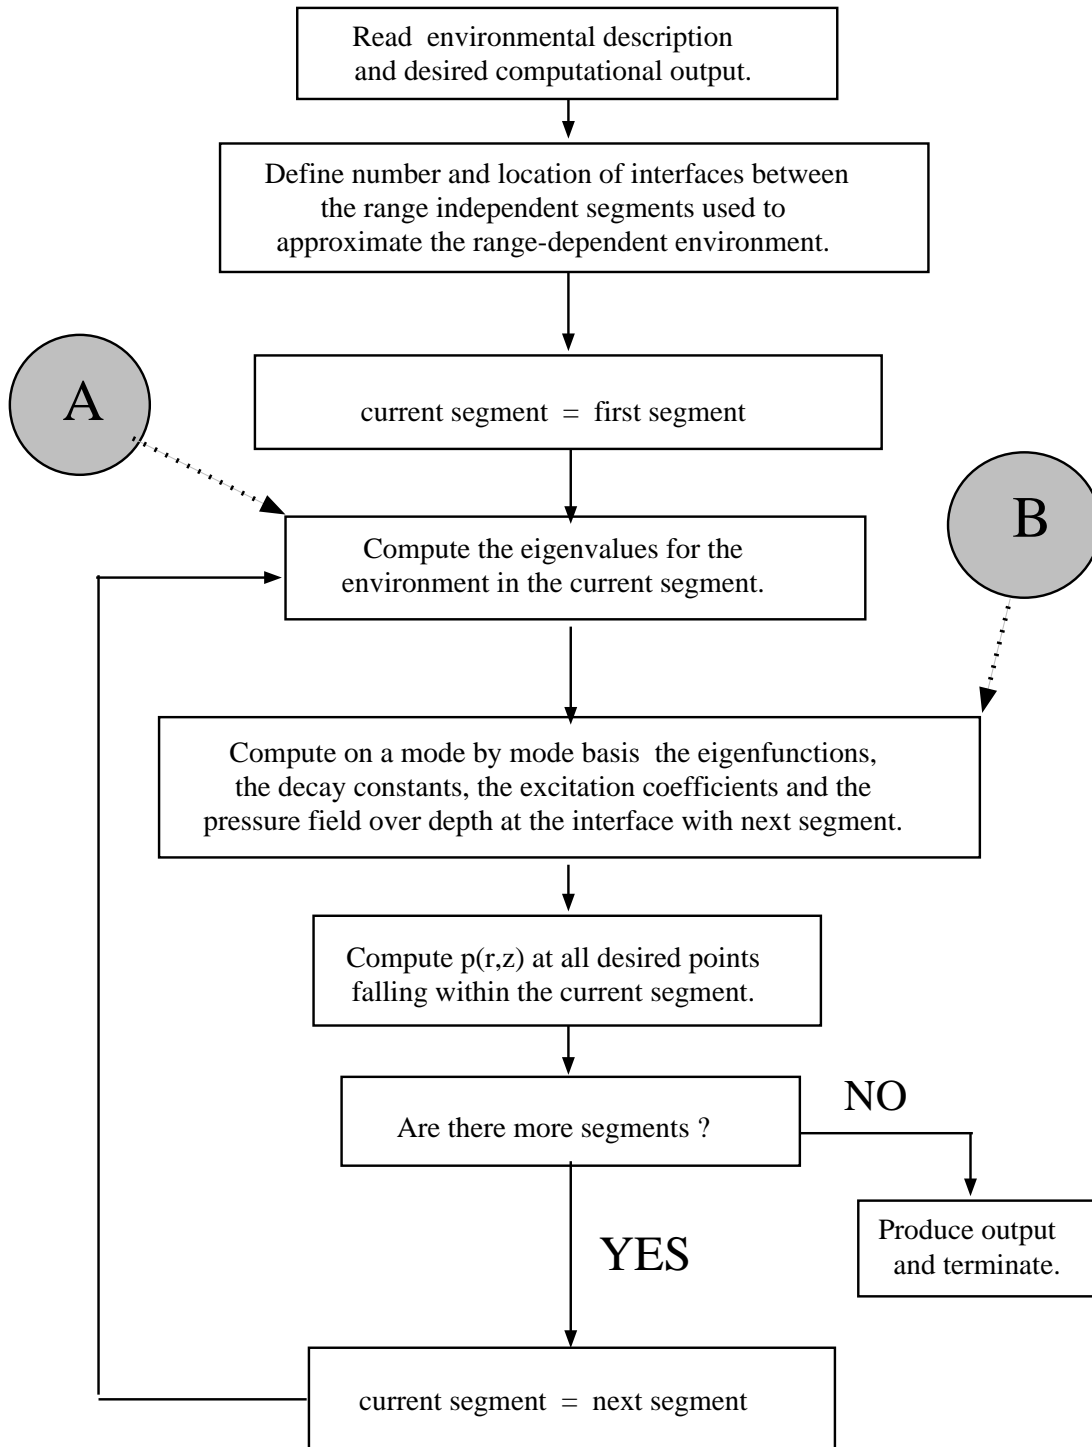 Read environmental description
and desired computational output.
Define number and location of interfaces between
the range independent segments used to
approximate the range-dependent environment.
A
current segment = first segment
B
Compute the eigenvalues for the
environment in the current segment.
Compute on a mode by mode basis the eigenfunctions,
the decay constants, the excitation coefficients and the
pressure field over depth at the interface with next segment.
Compute p(r,z) at all desired points
falling within the current segment.
NO
Are there more segments ?
YES
Produce output
and terminate.
current segment = next segment